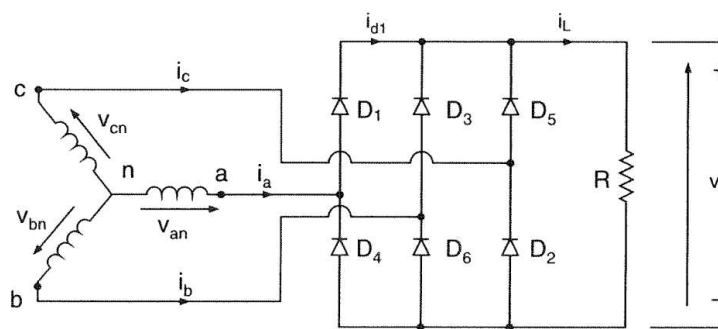 i_d1 i_L
c i_c
D_1 D_3 D_5
v_cn
n a i_a
R v
v_bn v_an
D_4 D_6 D_2
b i_b